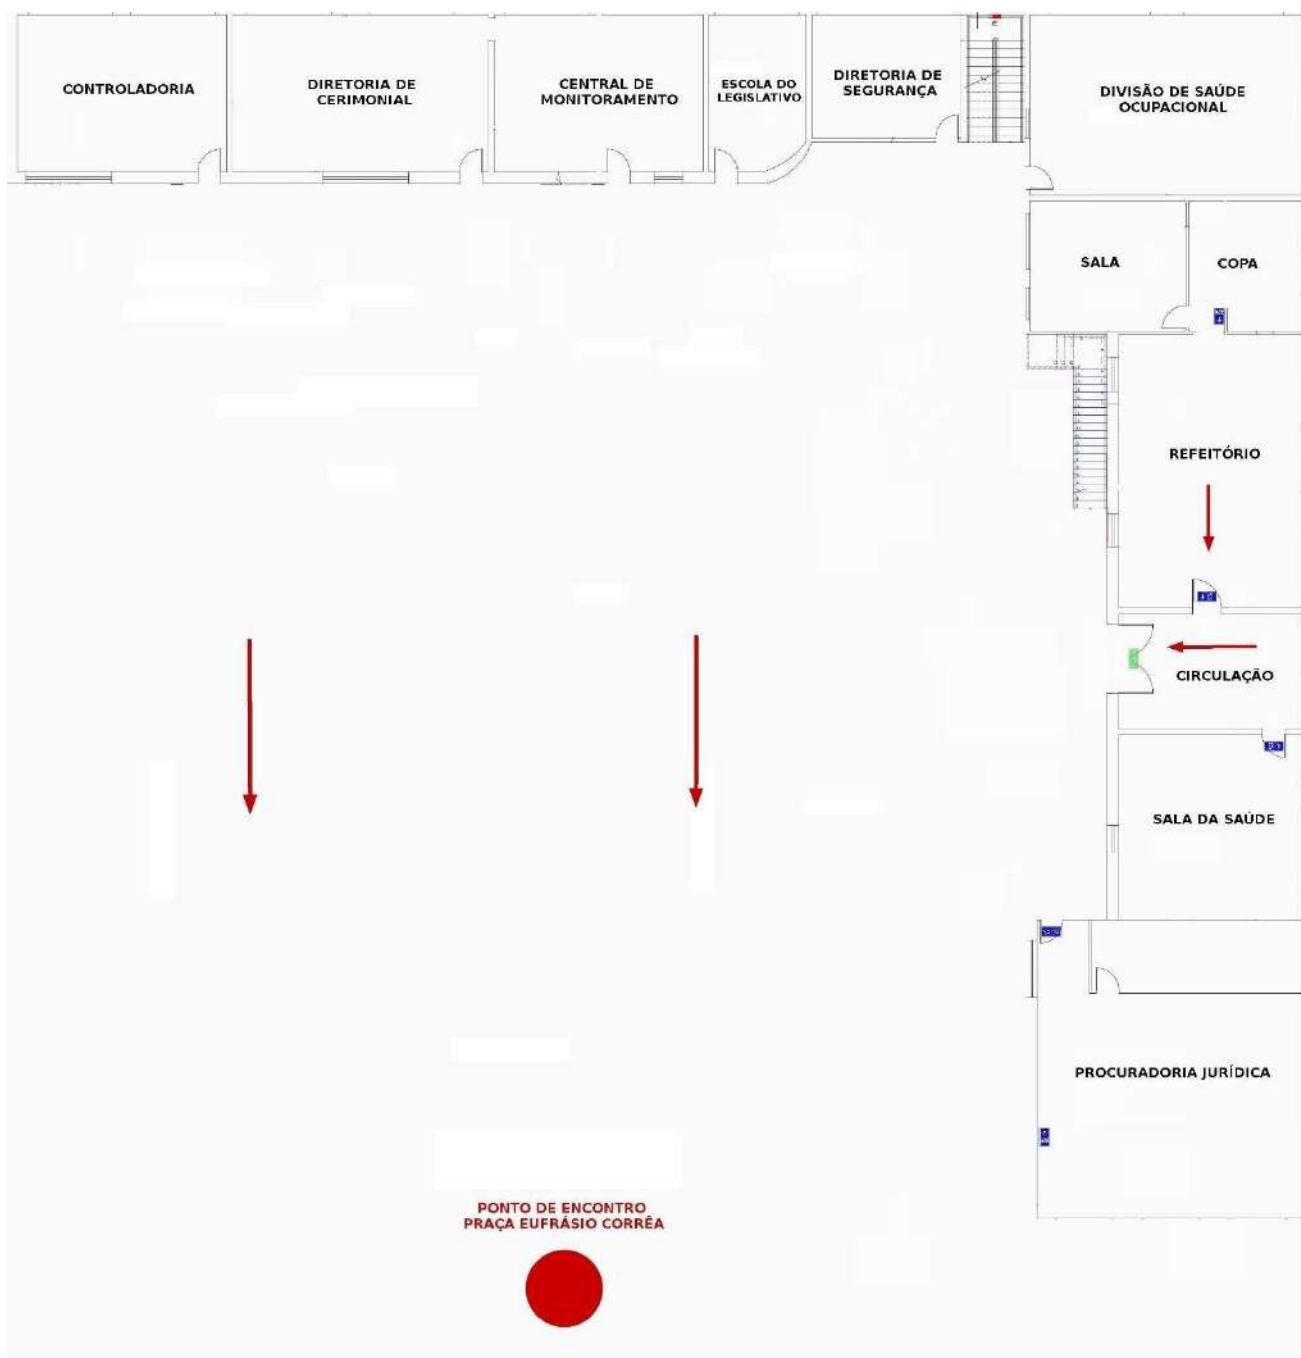 CONTROLADORIA
DIRETORIA DE
CERIMONIAL
CENTRAL DE
MONITORAMENTO
ESCOLA DO
LEGISLATIVO
DIRETORIA DE
SEGURANÇA
DIVISÃO DE SAÚDE
OCUPACIONAL
SALA
COPA
REFEITÓRIO
CIRCULAÇÃO
SALA DA SAÚDE
PROCURADORIA JURÍDICA
PONTO DE ENCONTRO
PRAÇA EUFRÁSIO CORRÊA